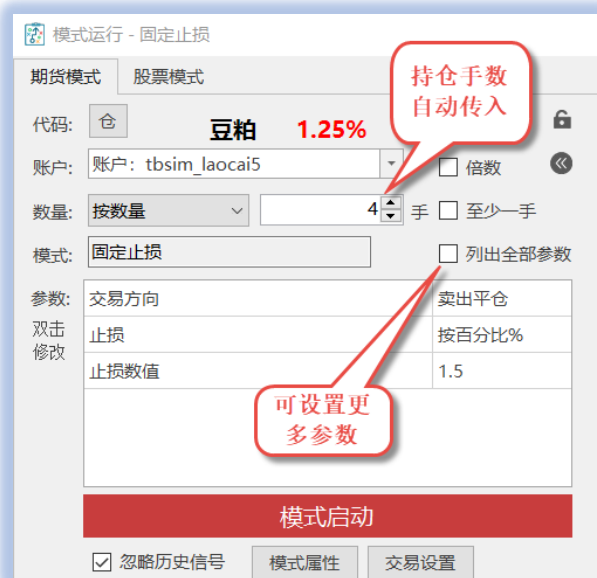 模式运行 - 固定止损
期货模式 股票模式
持仓手数
自动传入
代码: 仓 豆粕 1.25%
账户: 账户: tbsim_laocai5 倍数
数量: 按数量 4 手 至少一手
模式: 固定止损 列出全部参数
参数: 交易方向 卖出平仓
双击
修改
止损 按百分比%
止损数值 1.5
可设置更
多参数
模式启动
忽略历史信号 模式属性 交易设置